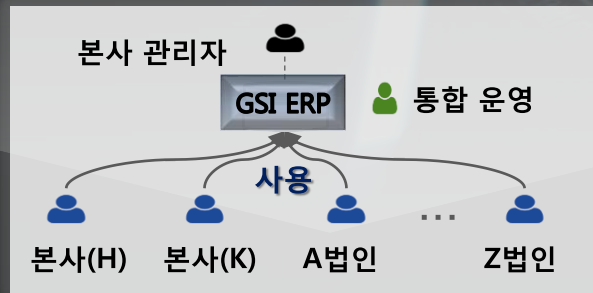 본사 관리자
GSI ERP
통합 운영
사용
...
본사(H) 본사(K) A법인 Z법인